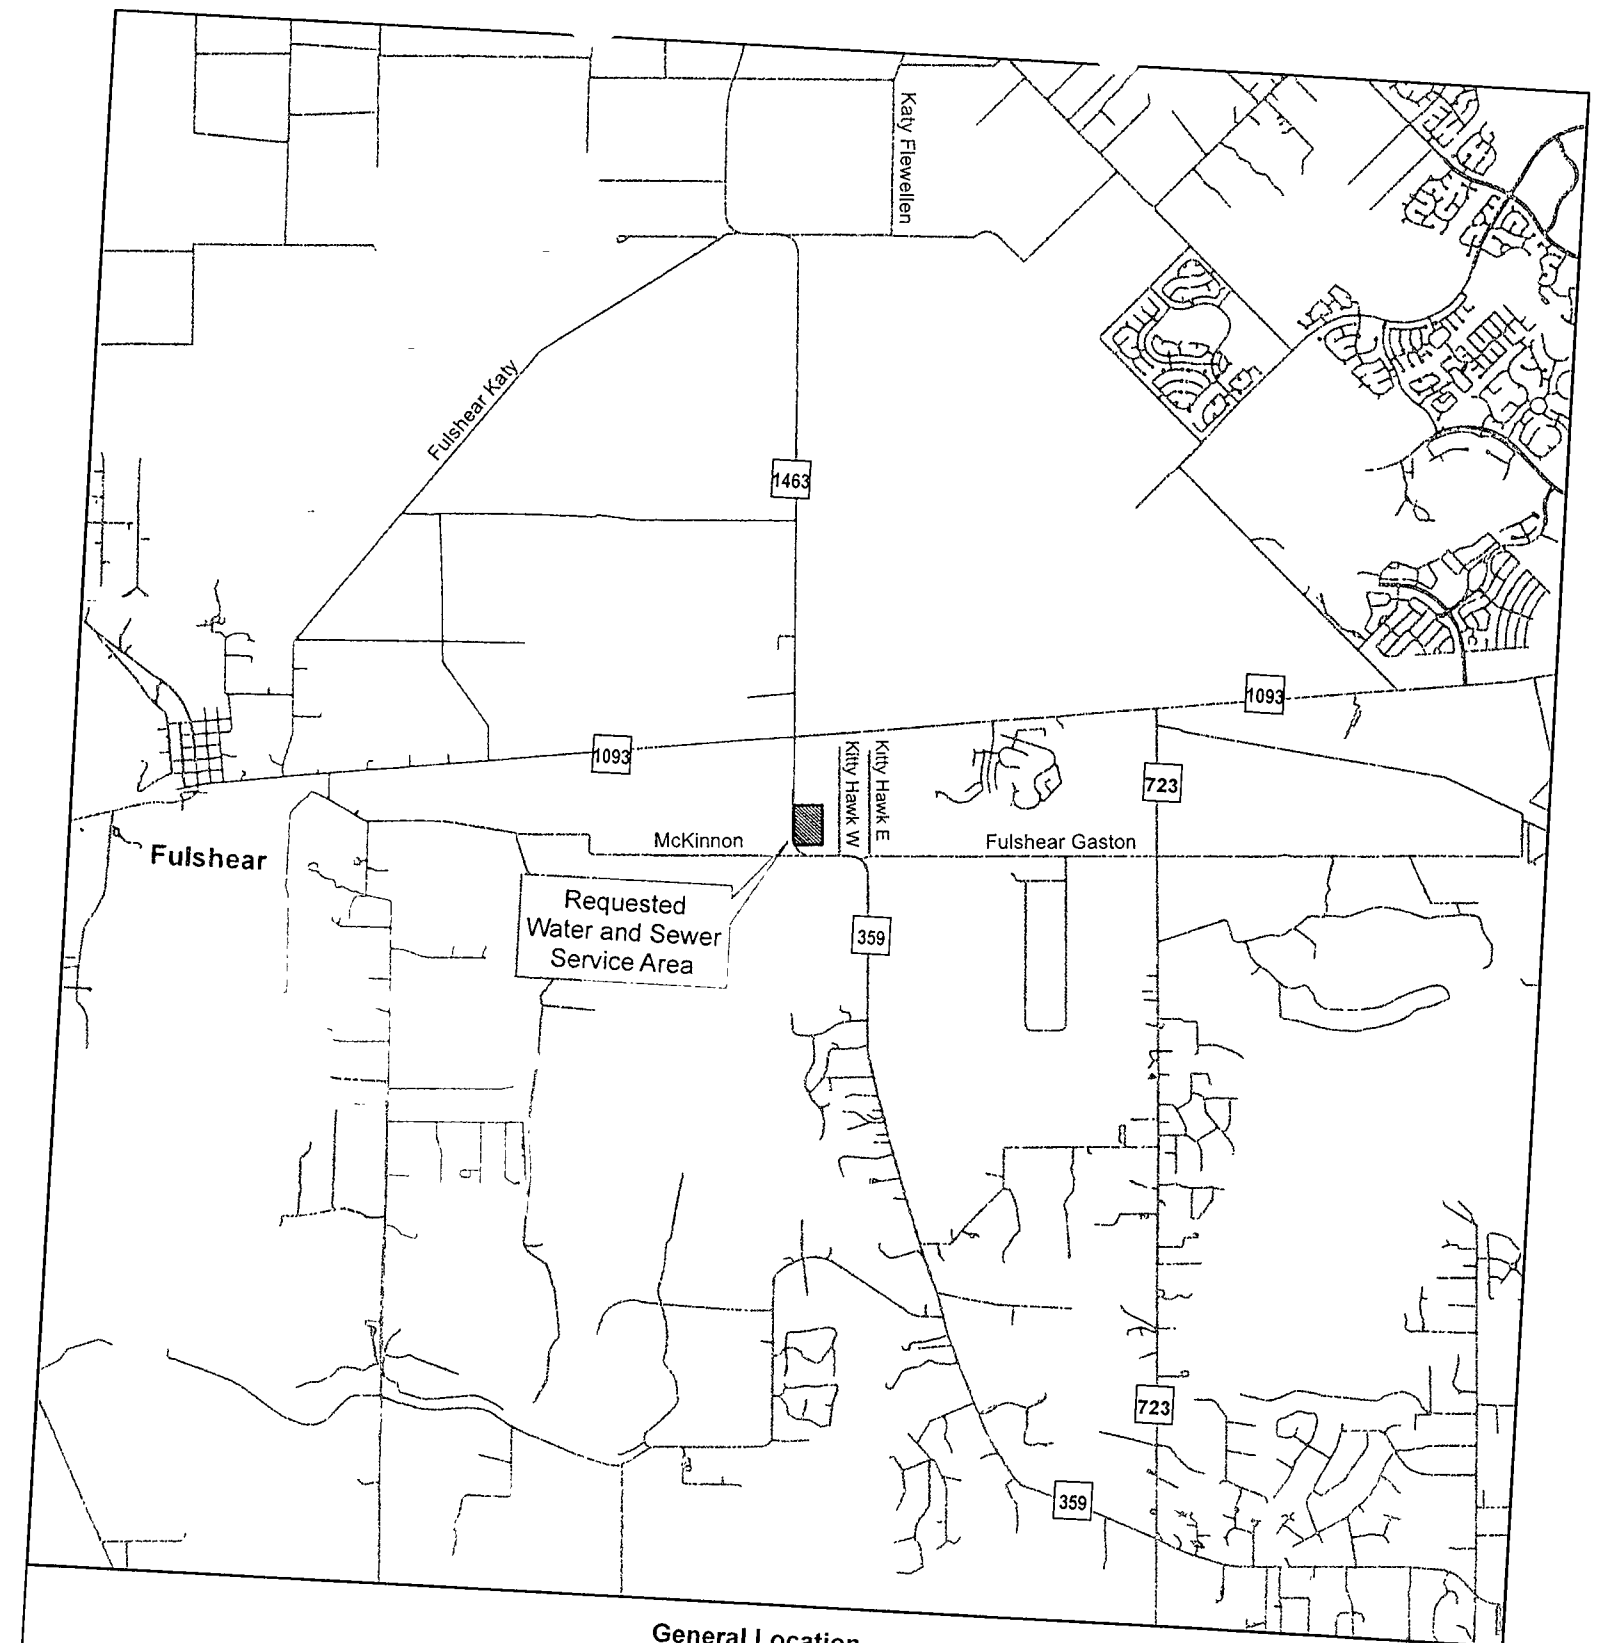 Katy Flewellen
Fulshear Katy
1463
1093
1093
Kitty Hawk W
Kitty Hawk E
723
McKinnon
Fulshear Gaston
Fulshear
Requested
Water and Sewer
Service Area
359
723
359
General Location